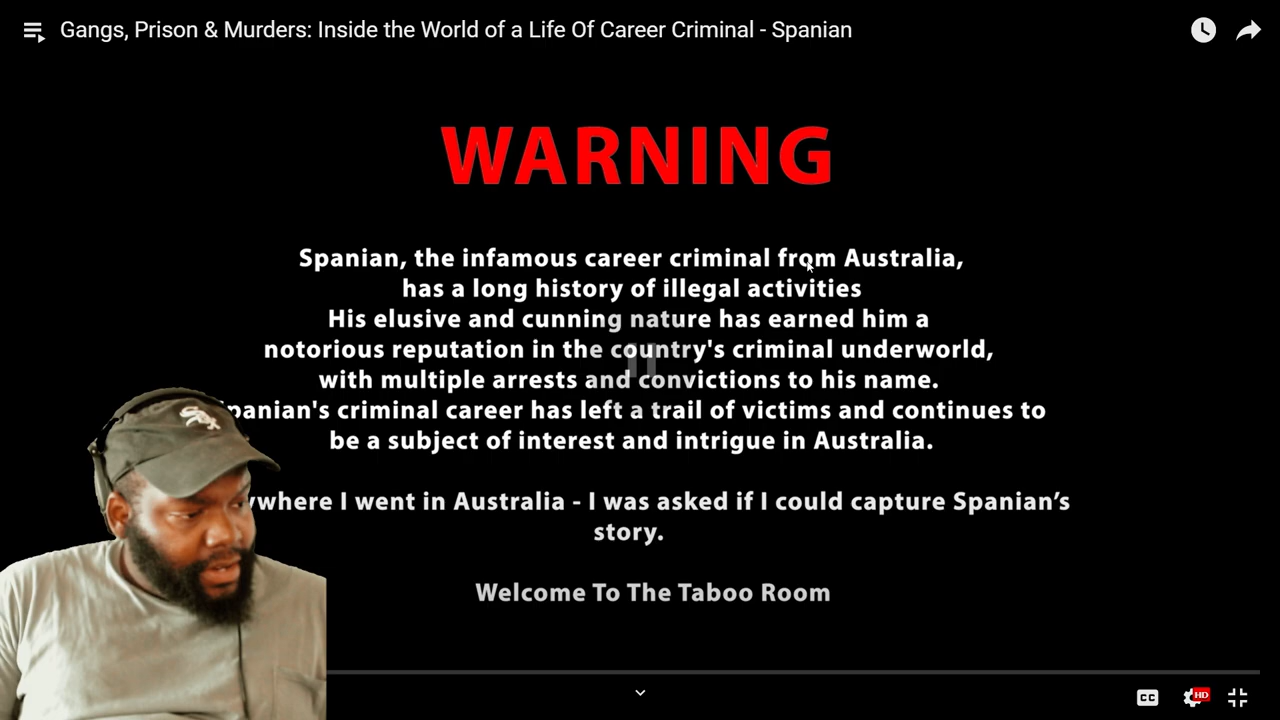 Gangs, Prison & Murders: Inside the World of a Life Of Career Criminal - Spanian
WARNING
Spanian, the infamous career criminal from Australia,
has a long history of illegal activities
His elusive and cunning nature has earned him a
notorious reputation in the country's criminal underworld,
with multiple arrests and convictions to his name.
panian's criminal career has left a trail of victims and continues to
be a subject of interest and intrigue in Australia.
ywhere I went in Australia - I was asked if I could capture Spanian’s
story.
Welcome To The Taboo Room
CC
HD